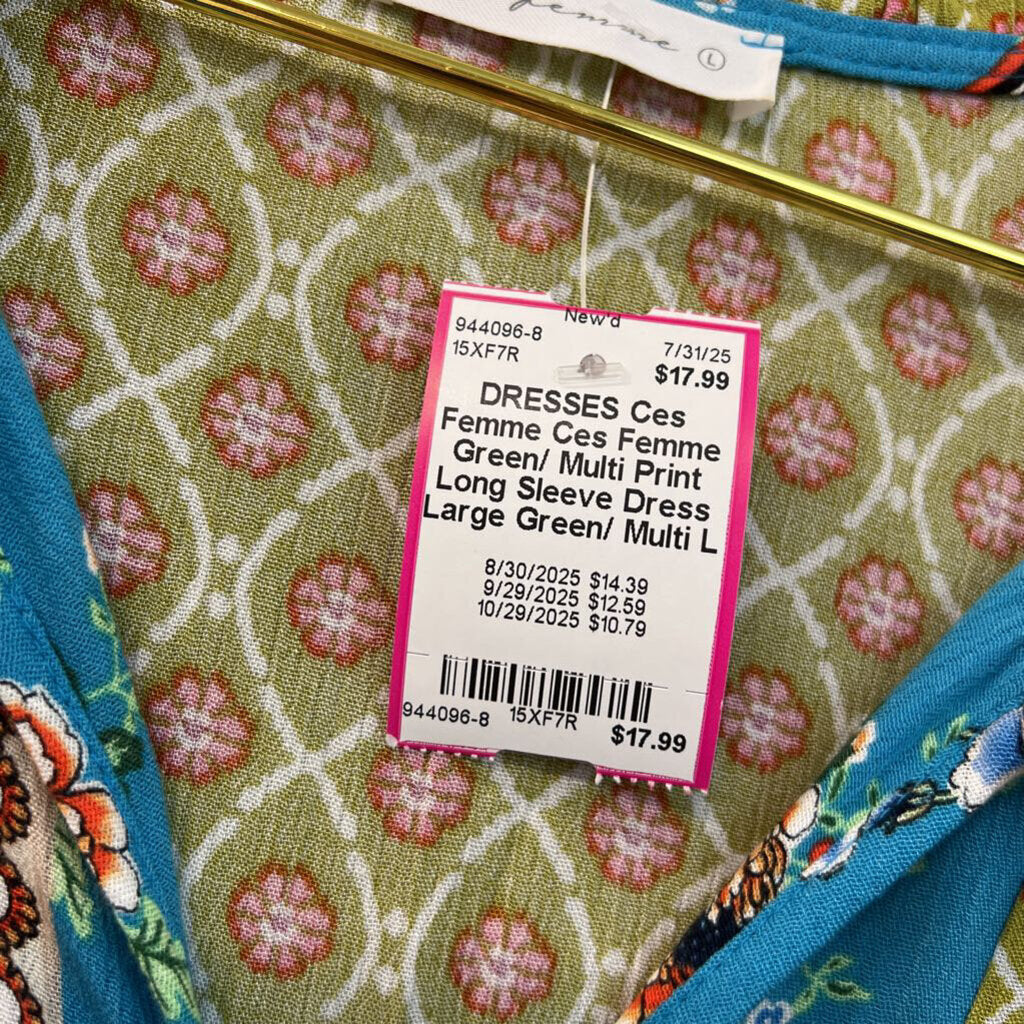 femme L
New'd
944096-8
7/31/25
15XF7R
$17.99
DRESSES Ces
Femme Ces Femme
Green/ Multi Print
Long Sleeve Dress
Large Green/ Multi L
8/30/2025 $14.39
9/29/2025 $12.59
10/29/2025 $10.79
944096-8 15XF7R $17.99